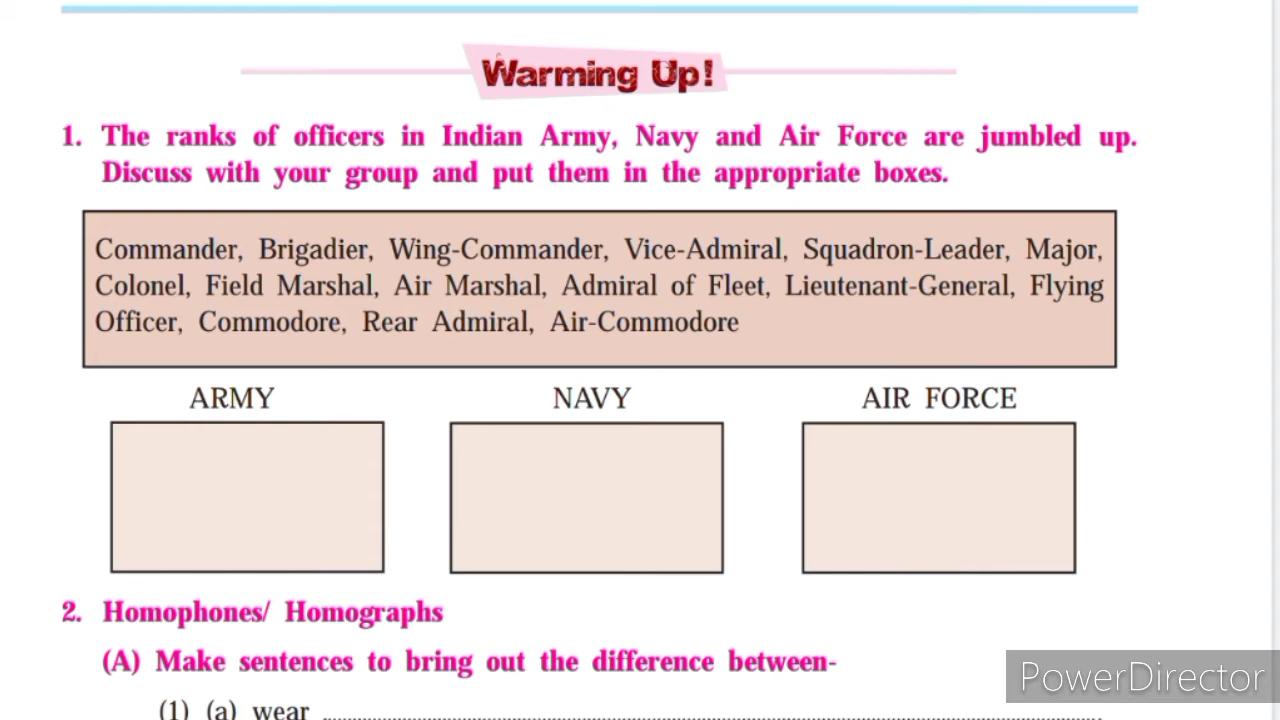 Warming Up!
1. The ranks of officers in Indian Army, Navy and Air Force are jumbled up.
Discuss with your group and put them in the appropriate boxes.
Commander, Brigadier, Wing-Commander, Vice-Admiral, Squadron-Leader, Major,
Colonel, Field Marshal, Air Marshal, Admiral of Fleet, Lieutenant-General, Flying
Officer, Commodore, Rear Admiral, Air-Commodore
ARMY NAVY AIR FORCE
2. Homophones/ Homographs
(A) Make sentences to bring out the difference between-
(1) (a) wear ........................................
PowerDirector